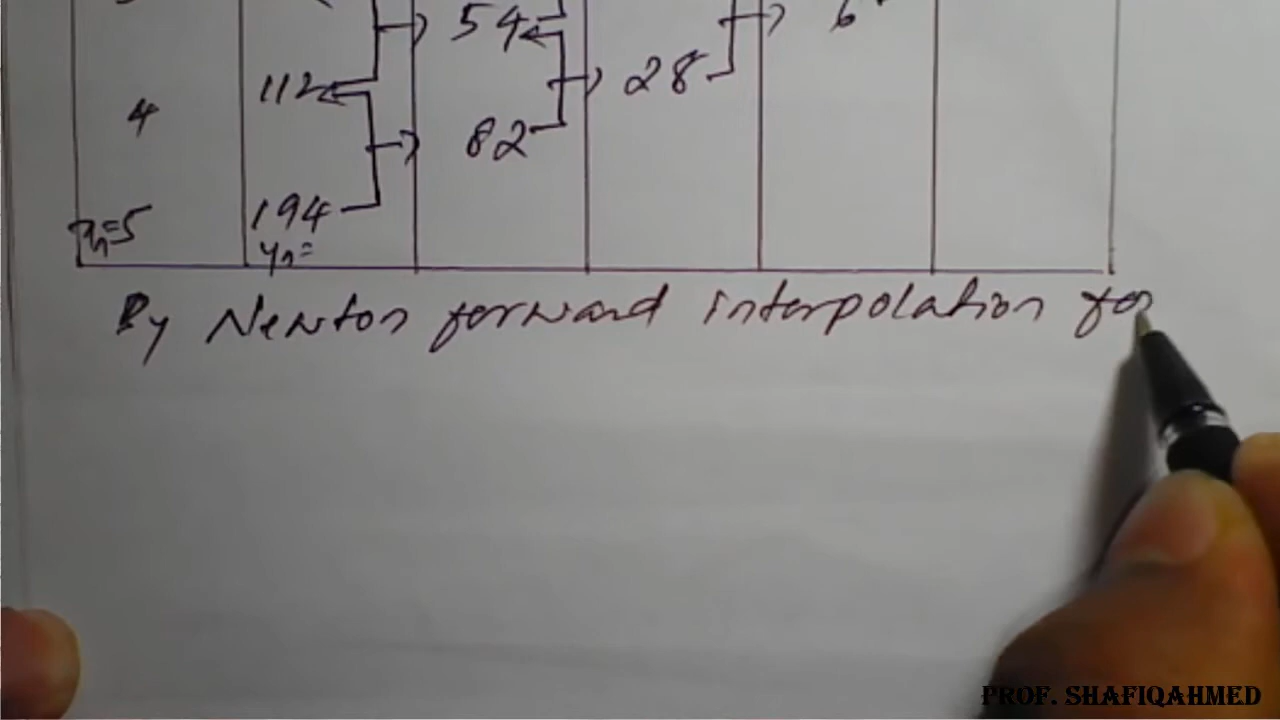 54
6
112 28
4
82
194
xn=5
yn=
By Newton forward interpolation for
PROF. SHAFIQAHMED